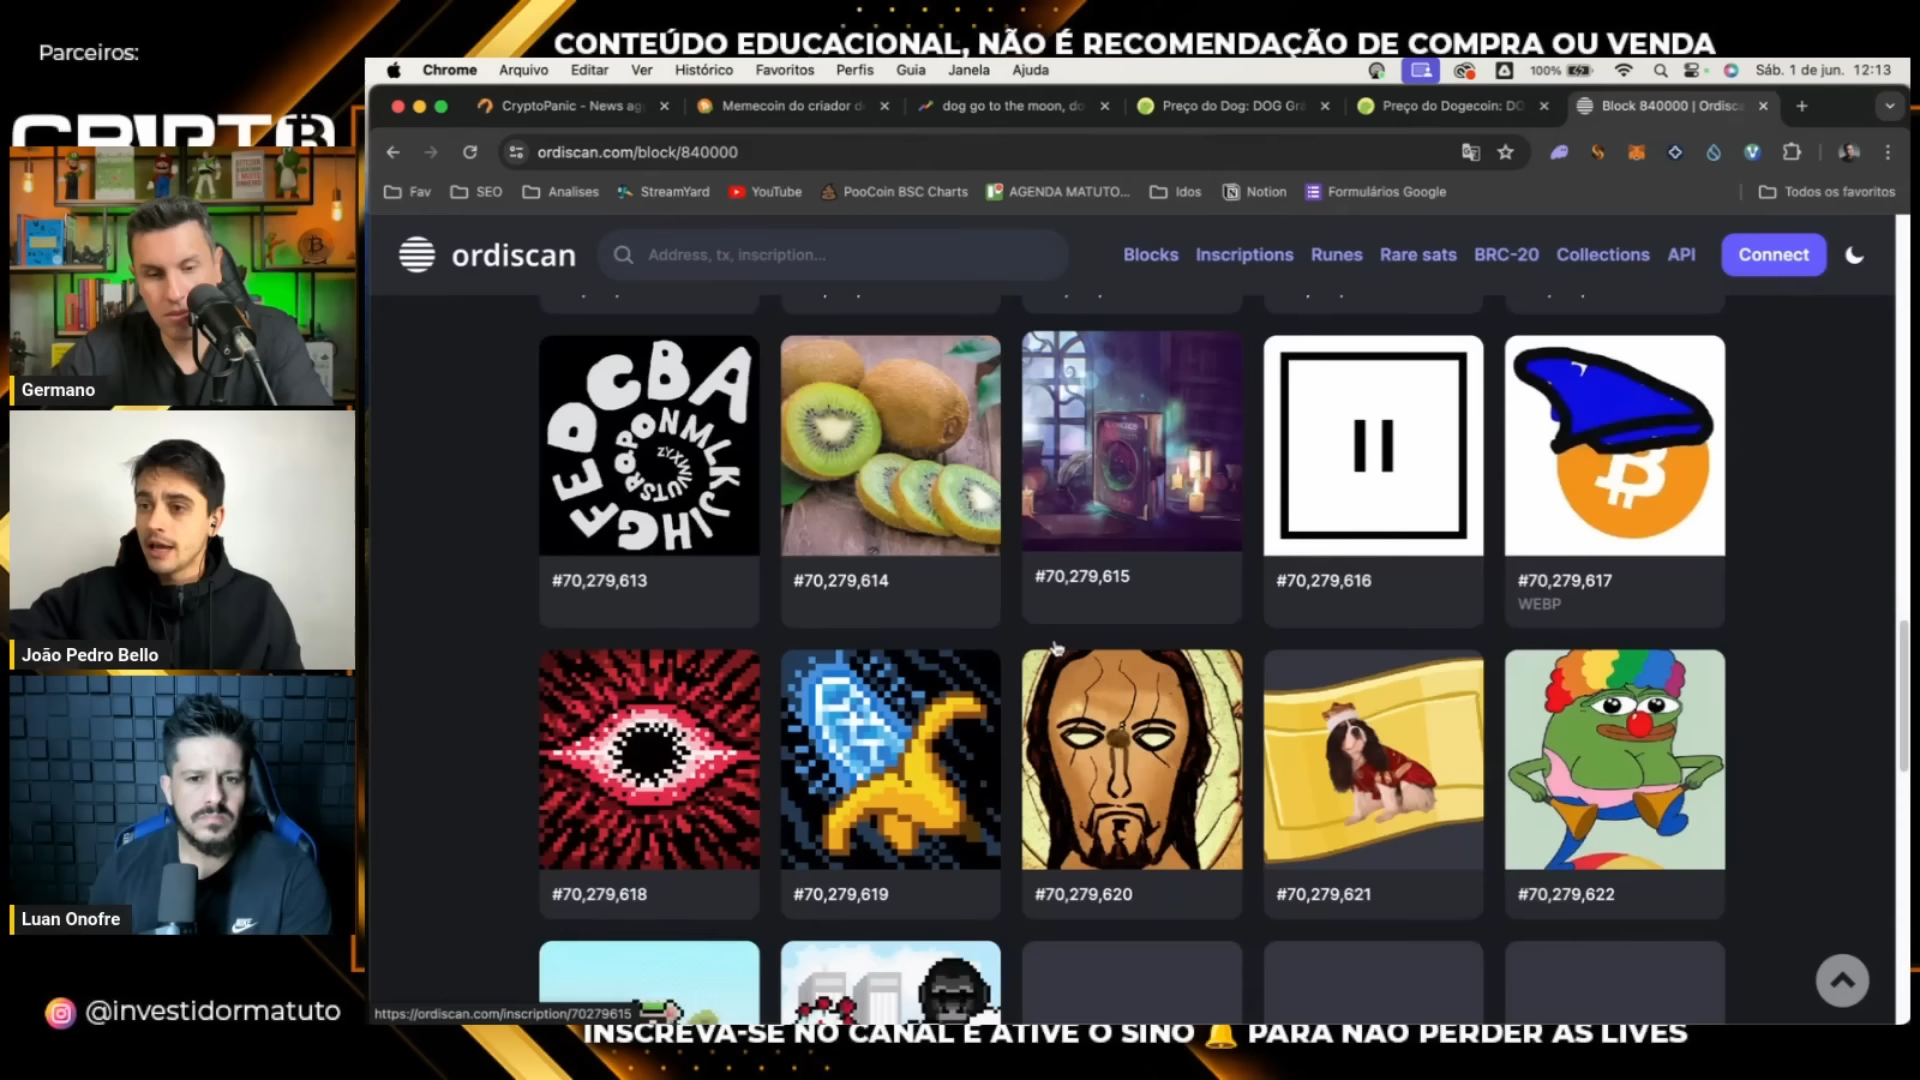 Parceiros:
CONTEÚDO EDUCACIONAL, NÃO É RECOMENDAÇÃO DE COMPRA OU VENDA
Chrome Arquivo Editar Ver Histórico Favoritos Perfis Guia Janela Ajuda 100% Sáb. 1 de jun. 12:13
CryptoPanic - News ag
Memecoin do criador d
dog go to the moon, do
Preço do Dog: DOG Gr
Preço do Dogecoin: DO
Block 840000 | Ordisca
CRIPTO
ordiscan.com/block/840000
Fav SEO Analises StreamYard YouTube PooCoin BSC Charts AGENDA MATUTO... Idos Notion Formulários Google Todos os favoritos
ordiscan Address, tx, inscription... Blocks Inscriptions Runes Rare sats BRC-20 Collections API Connect
Germano
ABCDEFGHIJKLMNOPQRSTUVWXYZ
#70,279,613 #70,279,614 #70,279,615 #70,279,616 #70,279,617
WEBP
João Pedro Bello
#70,279,618 #70,279,619 #70,279,620 #70,279,621 #70,279,622
Luan Onofre
@investidormatuto
https://ordiscan.com/inscription/70279615
INSCREVA-SE NO CANAL E ATIVE O SINO 🔔 PARA NÃO PERDER AS LIVES